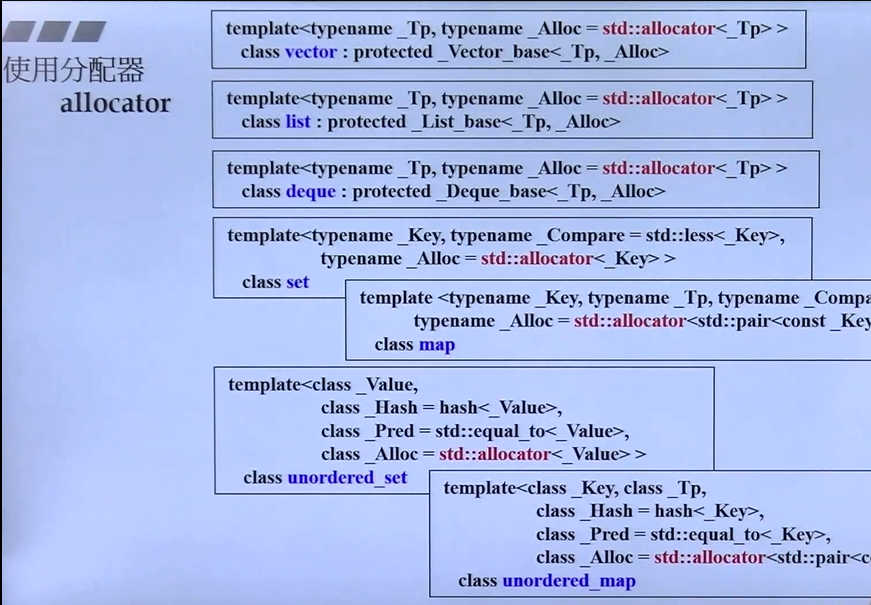 使用分配器
allocator
template<typename _Tp, typename _Alloc = std::allocator<_Tp> >
class vector : protected _Vector_base<_Tp, _Alloc>
template<typename _Tp, typename _Alloc = std::allocator<_Tp> >
class list : protected _List_base<_Tp, _Alloc>
template<typename _Tp, typename _Alloc = std::allocator<_Tp> >
class deque : protected _Deque_base<_Tp, _Alloc>
template<typename _Key, typename _Compare = std::less<_Key>,
typename _Alloc = std::allocator<_Key> >
class set
template <typename _Key, typename _Tp, typename _Compa
typename _Alloc = std::allocator<std::pair<const _Key
class map
template<class _Value,
class _Hash = hash<_Value>,
class _Pred = std::equal_to<_Value>,
class _Alloc = std::allocator<_Value> >
class unordered_set
template<class _Key, class _Tp,
class _Hash = hash<_Key>,
class _Pred = std::equal_to<_Key>,
class _Alloc = std::allocator<std::pair<c
class unordered_map